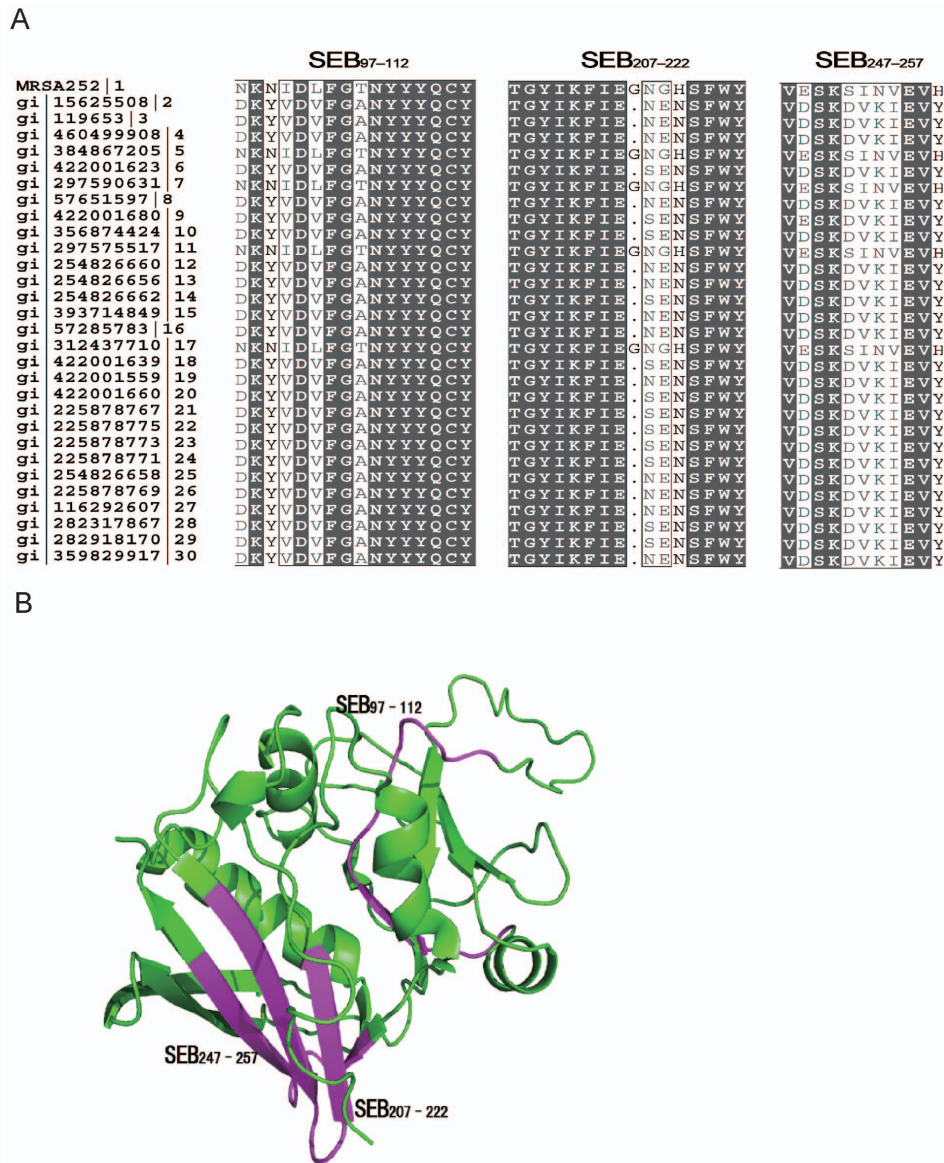 A
SEB97–112 SEB207–222 SEB247–257
MRSA252|1 NKNIDLFGTNYYYQCY TGYIKFIEGNGHSFWY VESKSINVEVH
gi|15625508|2 DKYVDVFGANYYYQCY TGYIKFIE.NENSFWY VDSKDVKIEVY
gi|119653|3 DKYVDVFGANYYYQCY TGYIKFIE.NENSFWY VDSKDVKIEVY
gi|460499908|4 DKYVDVFGANYYYQCY TGYIKFIE.NENSFWY VDSKDVKIEVY
gi|384867205|5 NKNIDLFGTNYYYQCY TGYIKFIEGNGHSFWY VESKSINVEVH
gi|422001623|6 DKYVDVFGANYYYQCY TGYIKFIE.SENSFWY VDSKDVKIEVY
gi|297590631|7 NKNIDLFGTNYYYQCY TGYIKFIEGNGHSFWY VESKSINVEVH
gi|57651597|8 DKYVDVFGANYYYQCY TGYIKFIE.NENSFWY VDSKDVKIEVY
gi|422001680|9 DKYVDVFGANYYYQCY TGYIKFIE.SENSFWY VESKDVKIEVY
gi|356874424|10 DKYVDVFGANYYYQCY TGYIKFIE.SENSFWY VDSKDVKIEVY
gi|297575517|11 NKNIDLFGTNYYYQCY TGYIKFIEGNGHSFWY VESKSINVEVH
gi|254826660|12 DKYVDVFGANYYYQCY TGYIKFIE.NENSFWY VDSKDVKIEVY
gi|254826656|13 DKYVDVFGANYYYQCY TGYIKFIE.NENSFWY VDSKDVKIEVY
gi|254826662|14 DKYVDVFGANYYYQCY TGYIKFIE.SENSFWY VDSKDVKIEVY
gi|393714849|15 DKYVDVFGANYYYQCY TGYIKFIE.NENSFWY VDSKDVKIEVY
gi|57285783|16 DKYVDVFGANYYYQCY TGYIKFIE.NENSFWY VDSKDVKIEVY
gi|312437710|17 NKNIDLFGTNYYYQCY TGYIKFIEGNGHSFWY VESKSINVEVH
gi|422001639|18 DKYVDVFGANYYYQCY TGYIKFIE.NENSFWY VDSKDVKIEVY
gi|422001559|19 DKYVDVFGANYYYQCY TGYIKFIE.SENSFWY VDSKDVKIEVY
gi|422001660|20 DKYVDVFGANYYYQCY TGYIKFIE.NENSFWY VDSKDVKIEVY
gi|225878767|21 DKYVDVFGANYYYQCY TGYIKFIE.SENSFWY VDSKDVKIEVY
gi|225878775|22 DKYVDVFGANYYYQCY TGYIKFIE.SENSFWY VDSKDVKIEVY
gi|225878773|23 DKYVDVFGANYYYQCY TGYIKFIE.SENSFWY VDSKDVKIEVY
gi|225878771|24 DKYVDVFGANYYYQCY TGYIKFIE.SENSFWY VDSKDVKIEVY
gi|254826658|25 DKYVDVFGANYYYQCY TGYIKFIE.NENSFWY VDSKDVKIEVY
gi|225878769|26 DKYVDVFGANYYYQCY TGYIKFIE.NENSFWY VDSKDVKIEVY
gi|116292607|27 DKYVDVFGANYYYQCY TGYIKFIE.NENSFWY VDSKDVKIEVY
gi|282317867|28 DKYVDVFGANYYYQCY TGYIKFIE.SENSFWY VDSKDVKIEVY
gi|282918170|29 DKYVDVFGANYYYQCY TGYIKFIE.NENSFWY VDSKDVKIEVY
gi|359829917|30 DKYVDVFGANYYYQCY TGYIKFIE.NENSFWY VDSKDVKIEVY
B
SEB97-112
SEB247-257
SEB207-222